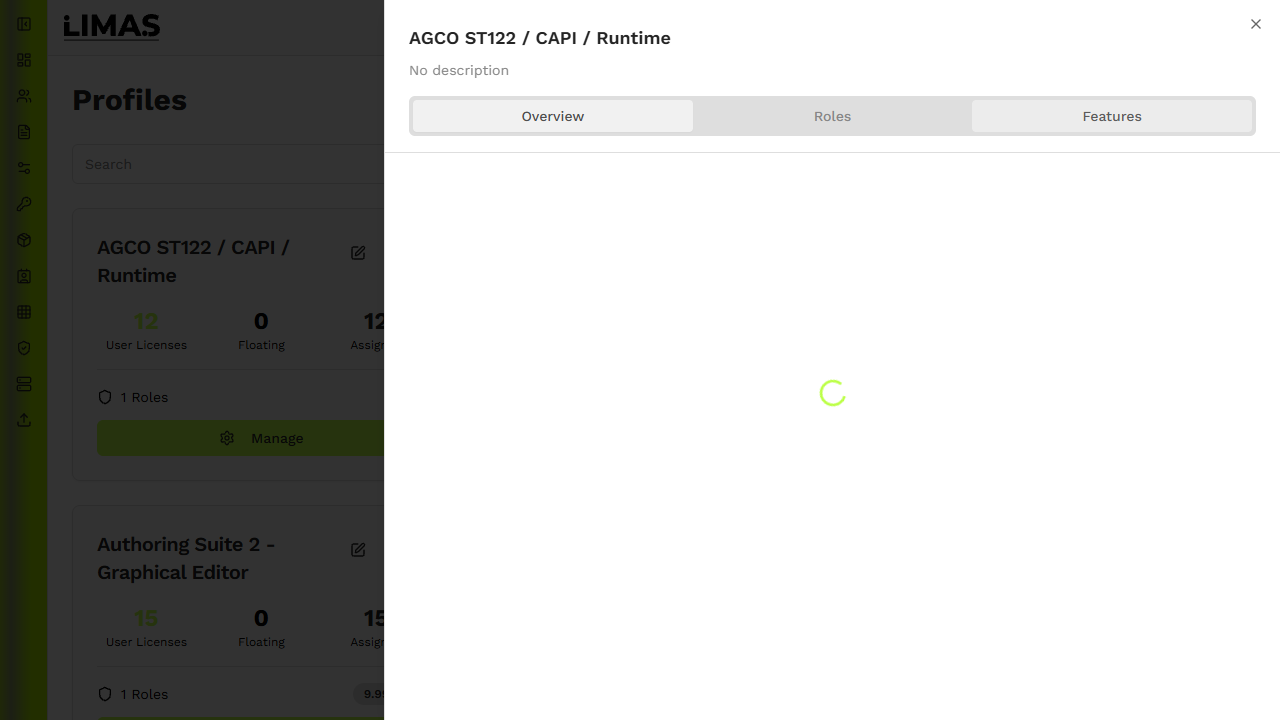 LIMAS
Profiles
Search
AGCO ST122 / CAPI /
Runtime
12
0
User Licenses
Floating
1 Roles
Manage
Authoring Suite 2 -
Graphical Editor
15
0
User Licenses
Floating
1 Roles
AGCO ST122 / CAPI / Runtime
No description
Overview
Roles
Features